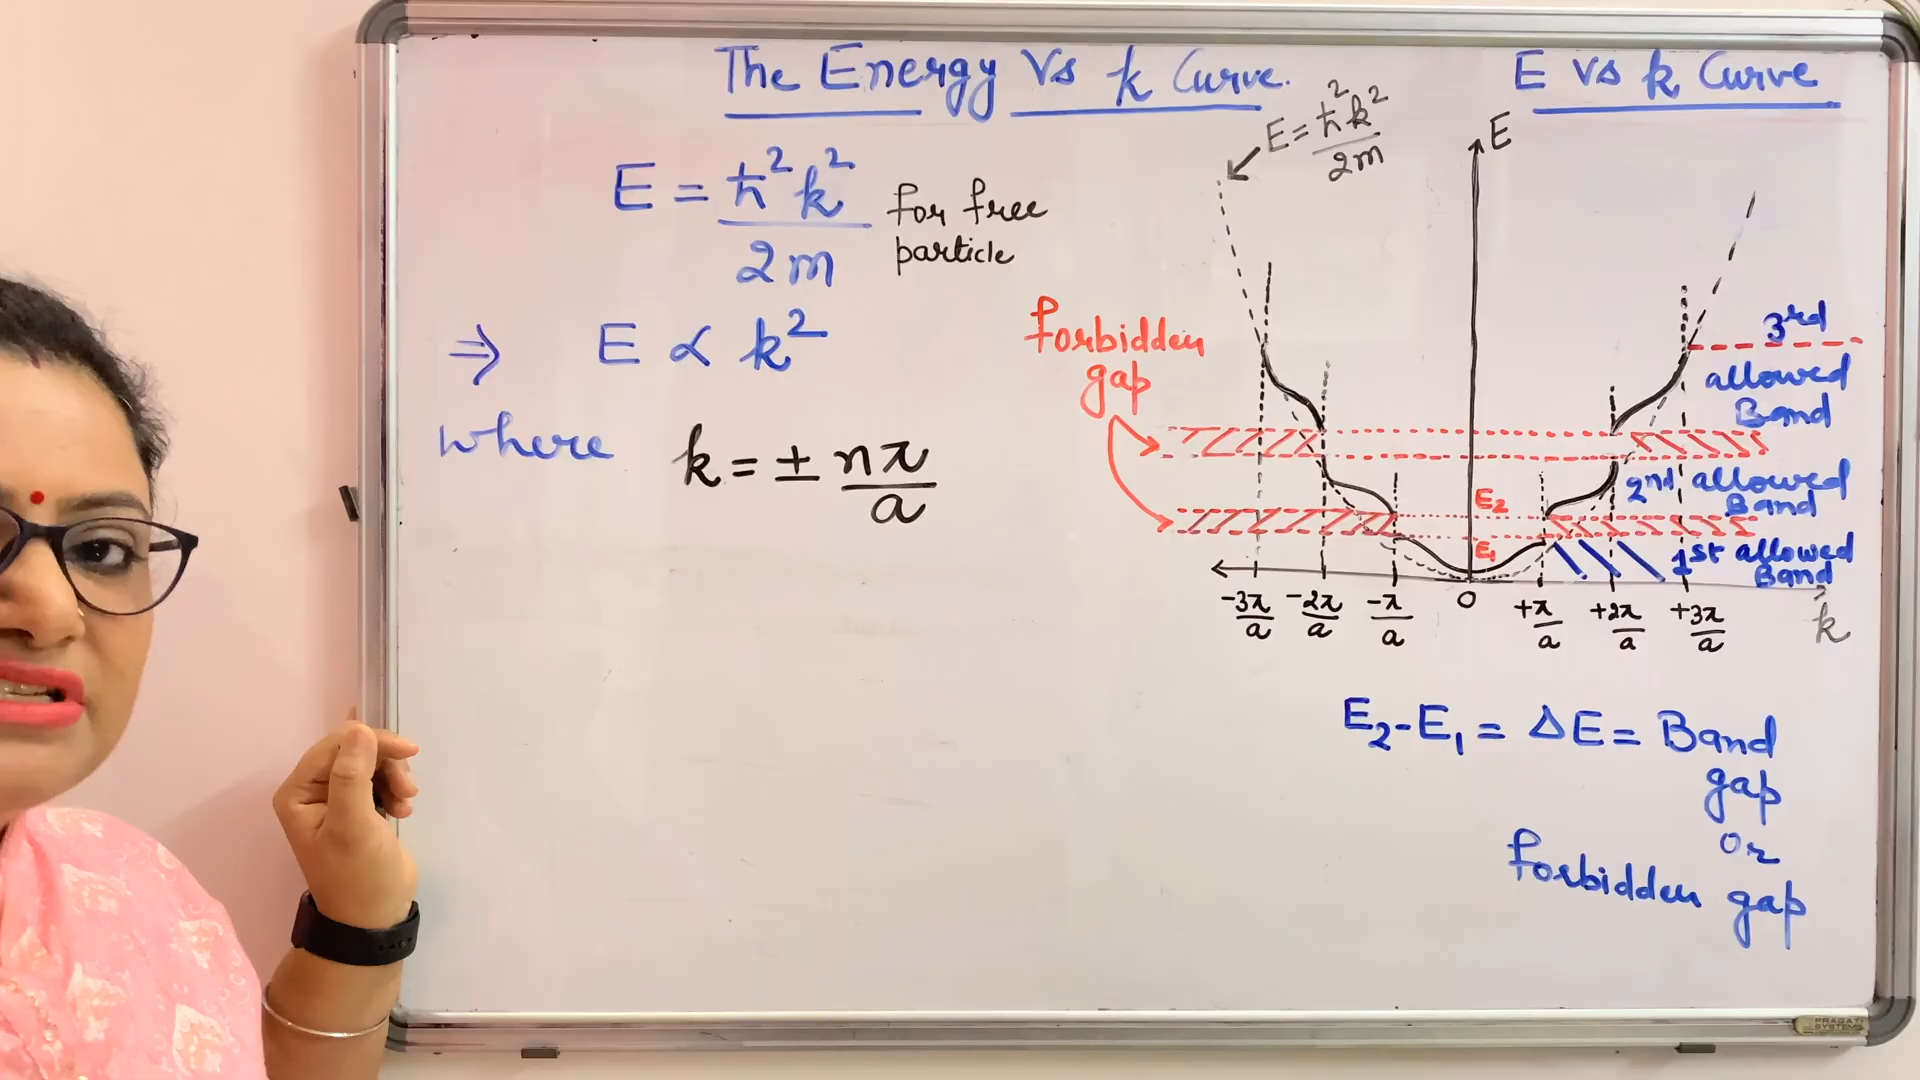 The Energy Vs k Curve.
E = ħ²k² / 2m for free particle
⇒ E ∝ k²
where k = ± nπ/a
E vs k Curve
E = ħ²k² / 2m
E
Forbidden
gap
3rd
allowed
Band
2nd allowed
Band
1st allowed
Band
E₂
E₁
-3π/a -2π/a -π/a 0 +π/a +2π/a +3π/a
k
E₂-E₁ = ΔE = Band
gap
Or
Forbidden gap
PRAGATI
SYSTEMS